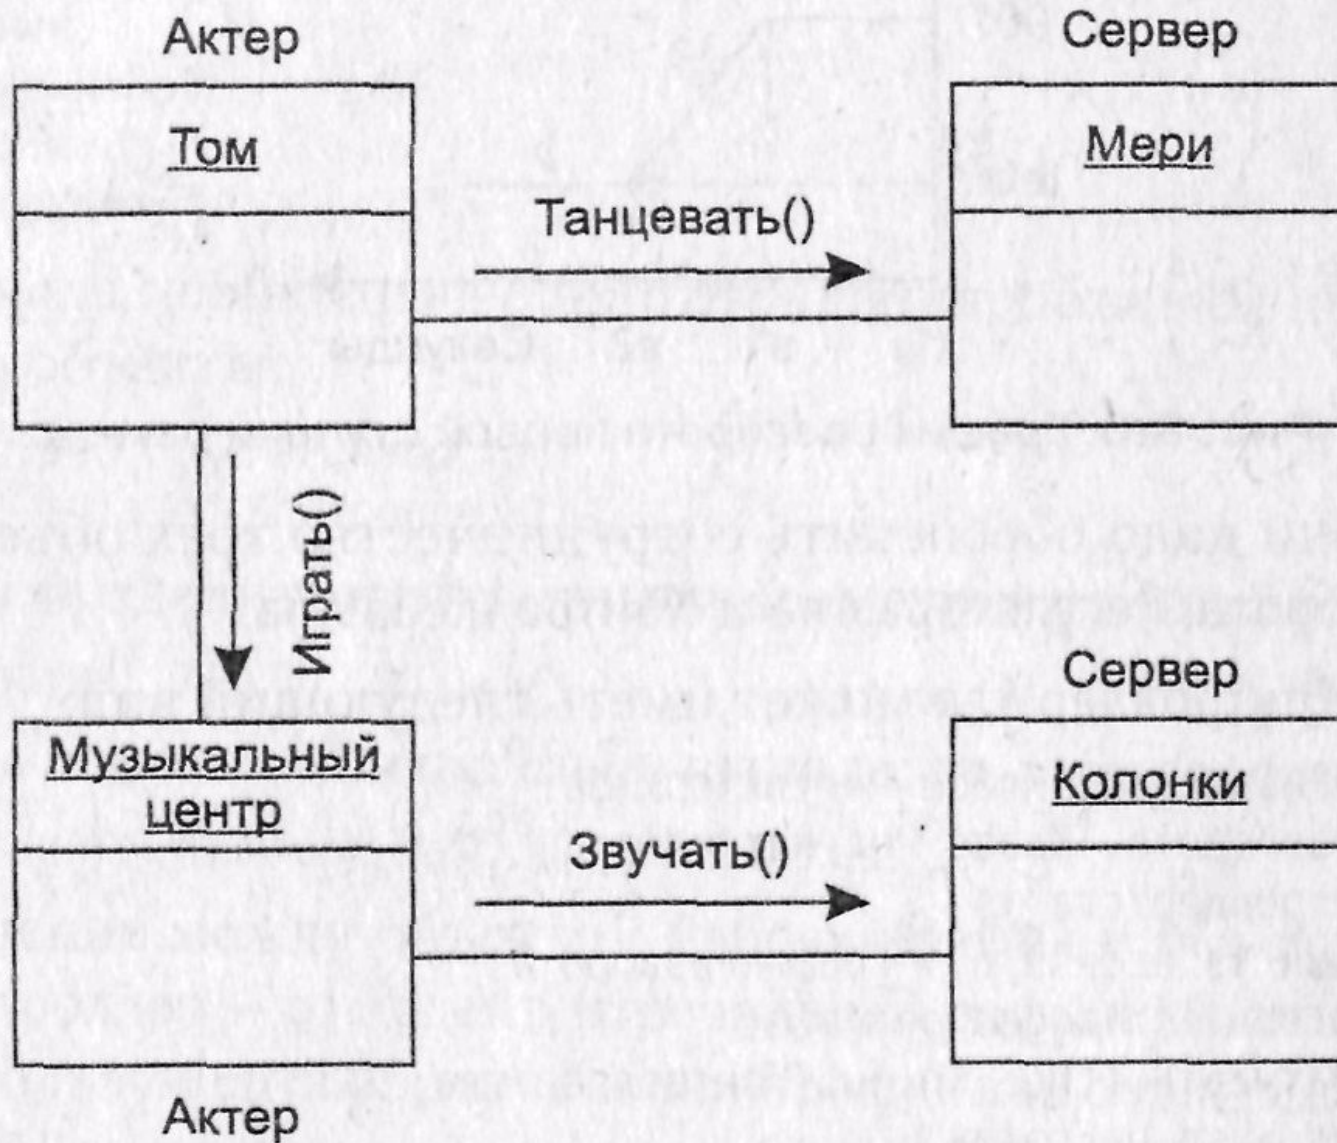 Актер
Сервер
Том
Мери
Танцевать()
Играть()
Сервер
Музыкальный
центр
Колонки
Звучать()
Актер